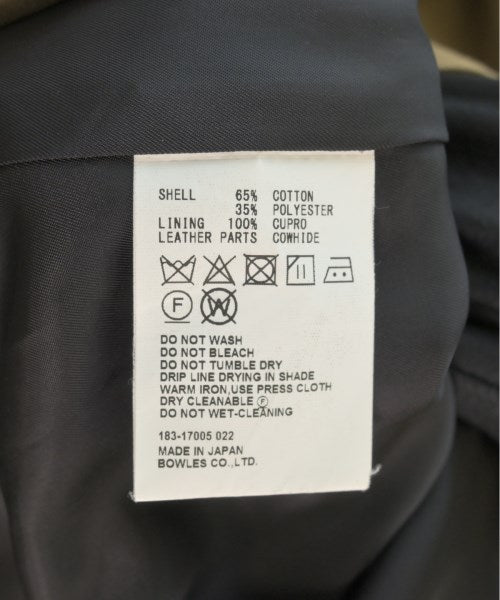 SHELL 65% COTTON
35% POLYESTER
LINING 100% CUPRO
LEATHER PARTS COWHIDE
F W
DO NOT WASH
DO NOT BLEACH
DO NOT TUMBLE DRY
DRIP LINE DRYING IN SHADE
WARM IRON,USE PRESS CLOTH
DRY CLEANABLE Ⓕ
DO NOT WET-CLEANING
183-17005 022
MADE IN JAPAN
BOWLES CO.,LTD.